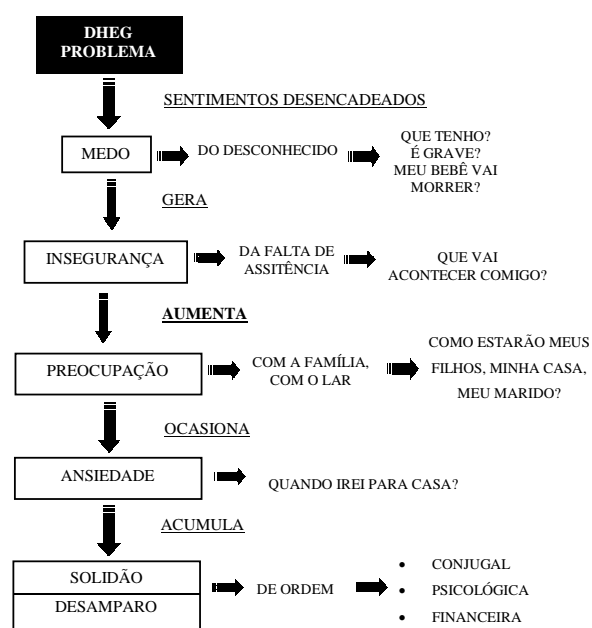 DHEG
PROBLEMA
SENTIMENTOS DESENCADEADOS
MEDO
DO DESCONHECIDO
QUE TENHO?
É GRAVE?
MEU BEBÊ VAI
MORRER?
GERA
INSEGURANÇA
DA FALTA DE
ASSITÊNCIA
QUE VAI
ACONTECER COMIGO?
AUMENTA
PREOCUPAÇÃO
COM A FAMÍLIA,
COM O LAR
COMO ESTARÃO MEUS
FILHOS, MINHA CASA,
MEU MARIDO?
OCASIONA
ANSIEDADE
QUANDO IREI PARA CASA?
ACUMULA
SOLIDÃO
DESAMPARO
DE ORDEM
• CONJUGAL
• PSICOLÓGICA
• FINANCEIRA